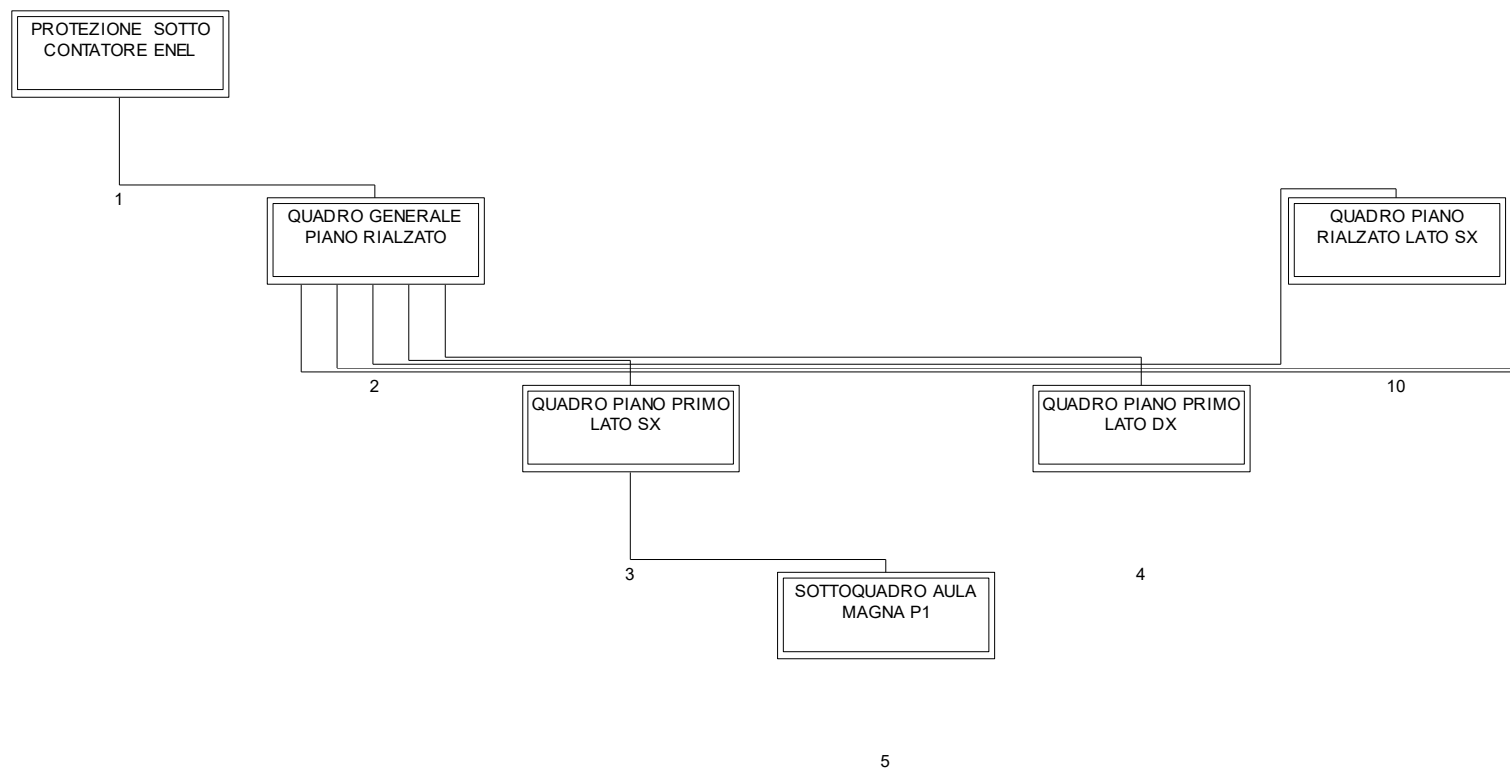 PROTEZIONE SOTTO
CONTATORE ENEL
1
QUADRO GENERALE
PIANO RIALZATO
QUADRO PIANO
RIALZATO LATO SX
2
10
QUADRO PIANO PRIMO
LATO SX
QUADRO PIANO PRIMO
LATO DX
3
4
SOTTOQUADRO AULA
MAGNA P1
5